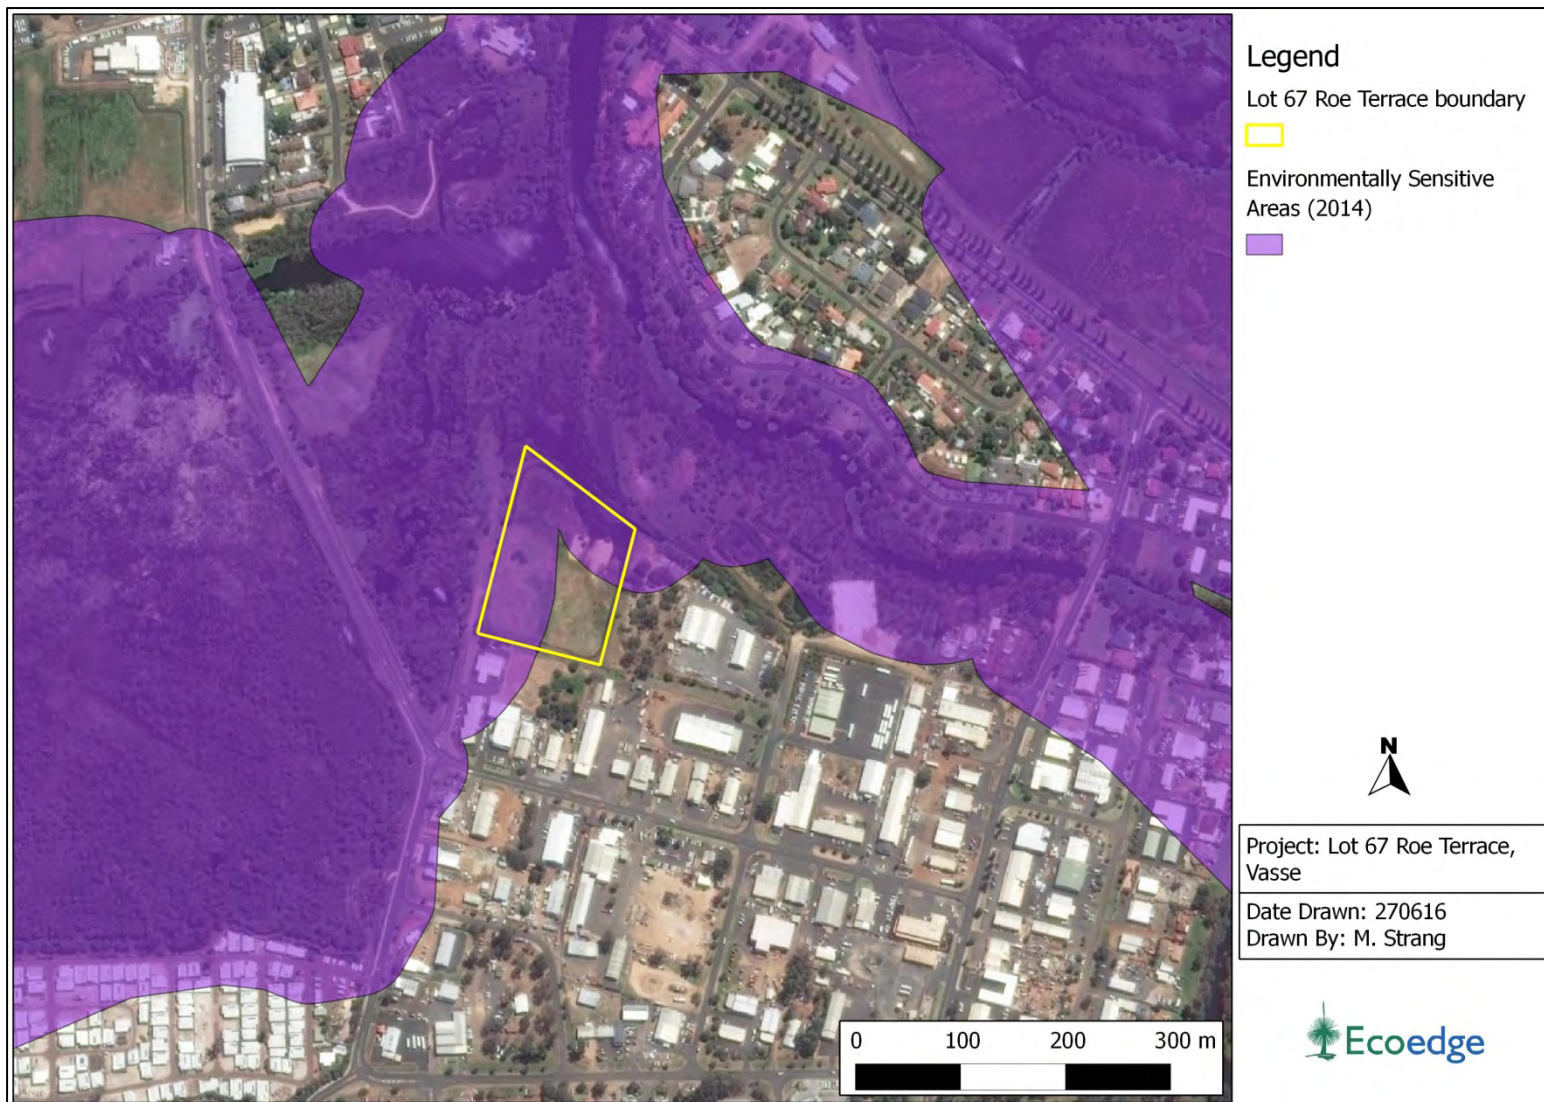 Legend
Lot 67 Roe Terrace boundary
Environmentally Sensitive
Areas (2014)
N
Project: Lot 67 Roe Terrace,
Vasse
Date Drawn: 270616
Drawn By: M. Strang
Ecoedge
0 100 200 300 m